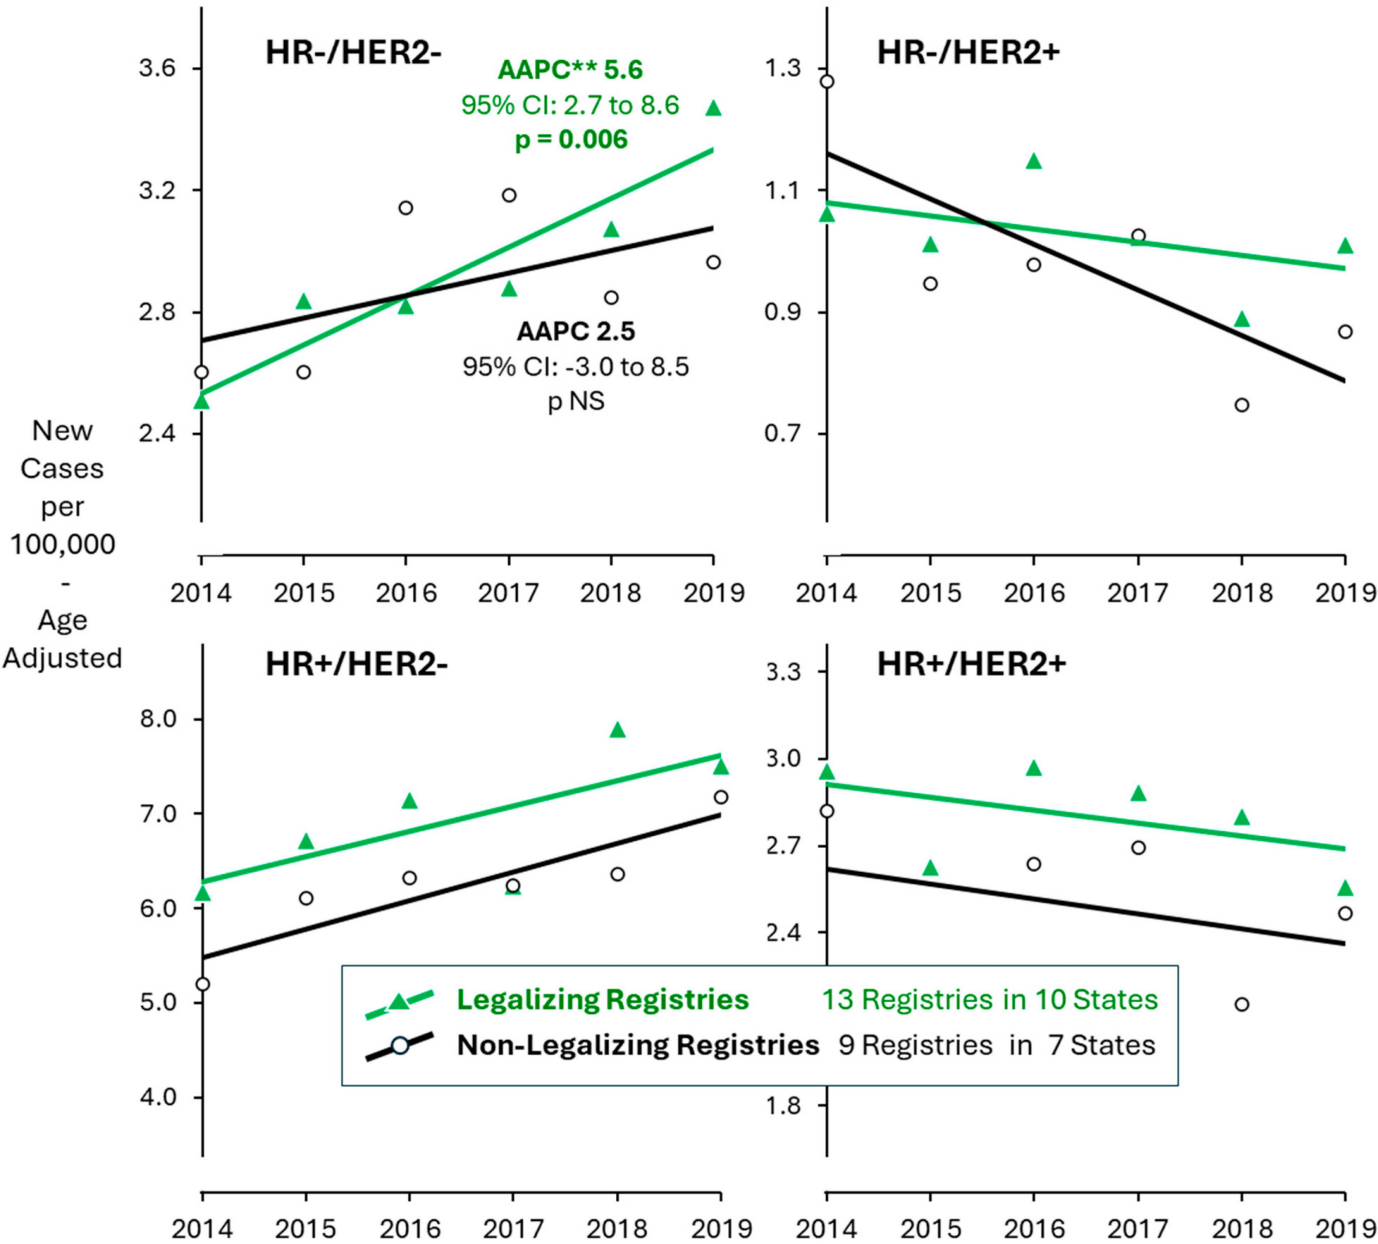 New
Cases
per
100,000
-
Age
Adjusted
HR-/HER2-
3.6
3.2
2.8
2.4
AAPC** 5.6
95% CI: 2.7 to 8.6
p = 0.006
AAPC 2.5
95% CI: -3.0 to 8.5
p NS
2014 2015 2016 2017 2018 2019
HR-/HER2+
1.3
1.1
0.9
0.7
2014 2015 2016 2017 2018 2019
HR+/HER2-
8.0
7.0
6.0
5.0
4.0
2014 2015 2016 2017 2018 2019
HR+/HER2+
3.3
3.0
2.7
2.4
1.8
2014 2015 2016 2017 2018 2019
Legalizing Registries 13 Registries in 10 States
Non-Legalizing Registries 9 Registries in 7 States